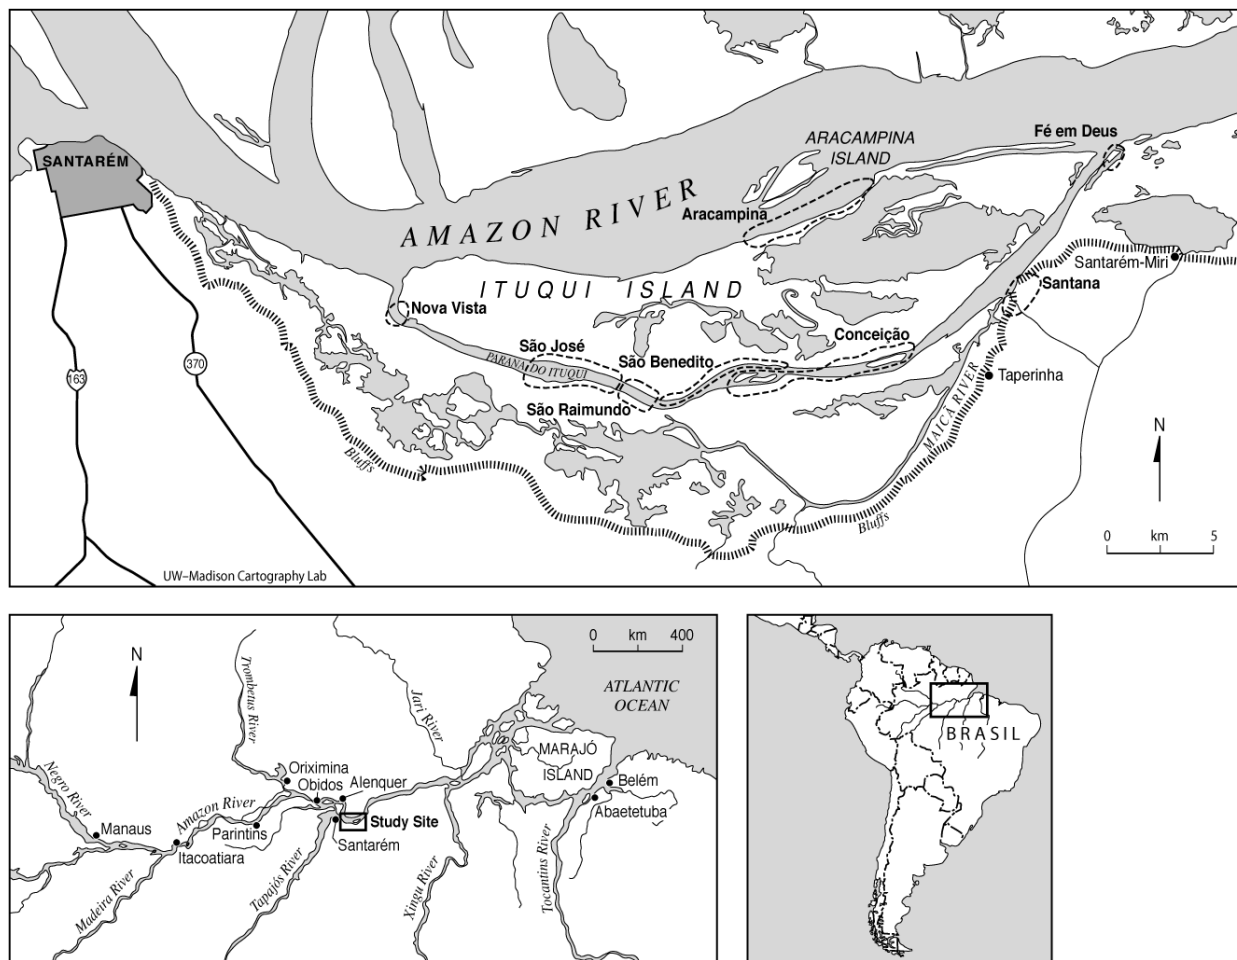 SANTARÉM
163
370
AMAZON RIVER
ARACAMPINA
ISLAND
Fé em Deus
Aracampina
Santarém-Miri
Santana
ITUQUI ISLAND
Nova Vista
Conceição
São José
São Benedito
PARANA DO ITUQUI
São Raimundo
MAICÁ RIVER
Taperinha
Bluffs
Bluffs
N
0 km 5
UW–Madison Cartography Lab
N
0 km 400
Trombetus River
Jari River
ATLANTIC
OCEAN
MARAJÓ
ISLAND
Negro River
Oriximina
Obidos
Alenquer
Belém
Amazon River
Abaetetuba
Manaus
Parintins
Study Site
Itacoatiara
Santarém
Madeira River
Tapajós River
Xingu River
Tocantins River
BRASIL